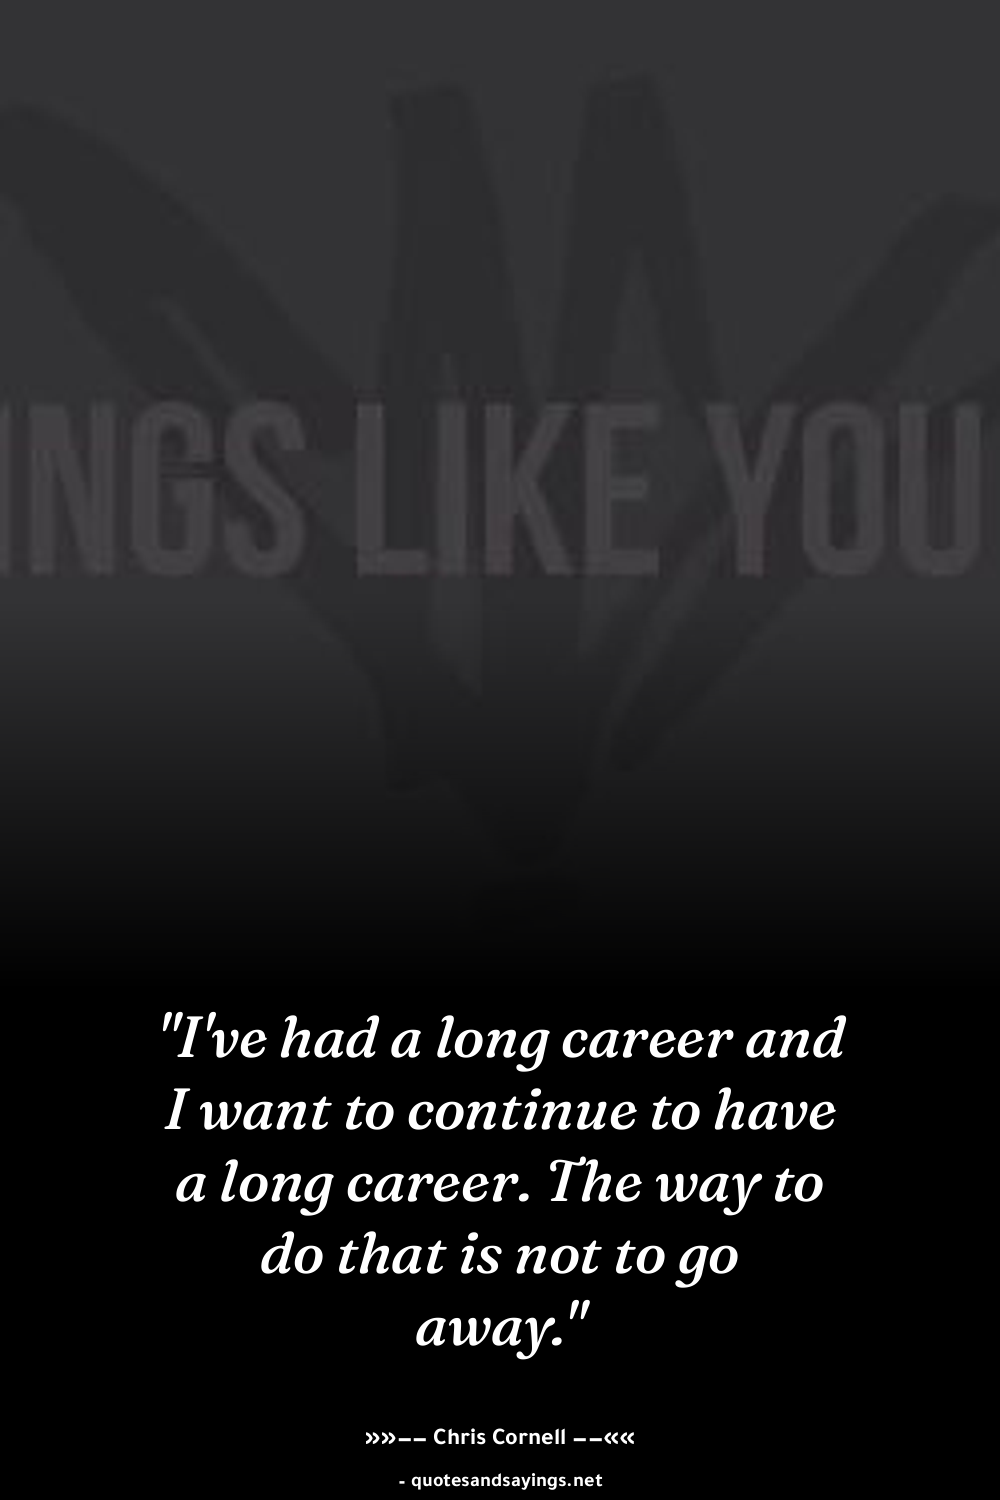 INGS LIKE YOU
"I've had a long career and
I want to continue to have
a long career. The way to
do that is not to go
away."
»»–– Chris Cornell ––««
- quotesandsayings.net